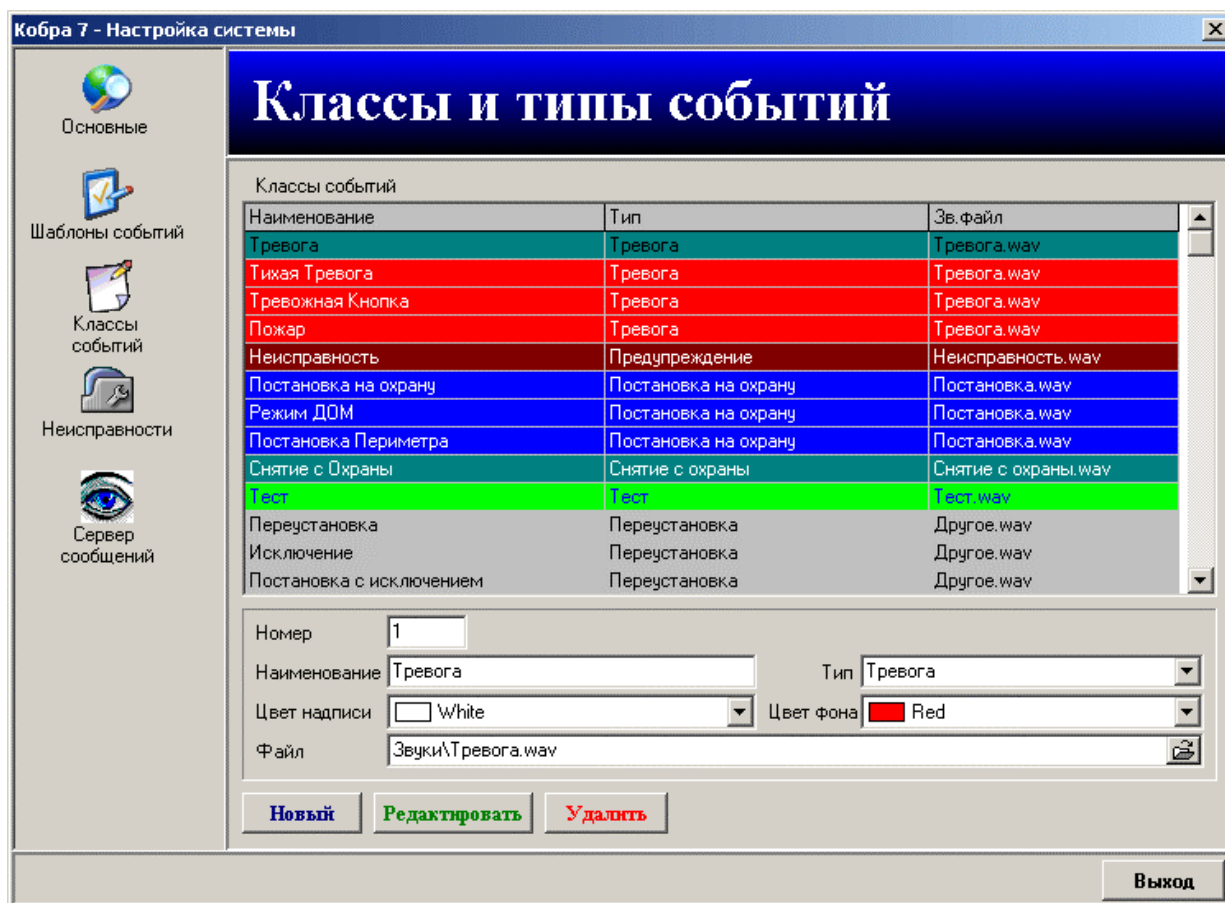 Кобра 7 - Настройка системы
Основные
Шаблоны событий
Классы
событий
Неисправности
Сервер
сообщений
Классы и типы событий
Классы событий
Наименование Тип Зв.файл
Тревога Тревога Тревога.wav
Тихая Тревога Тревога Тревога.wav
Тревожная Кнопка Тревога Тревога.wav
Пожар Тревога Тревога.wav
Неисправность Предупреждение Неисправность.wav
Постановка на охрану Постановка на охрану Постановка.wav
Режим ДОМ Постановка на охрану Постановка.wav
Постановка Периметра Постановка на охрану Постановка.wav
Снятие с Охраны Снятие с охраны Снятие с охраны.wav
Тест Тест Тест.wav
Переустановка Переустановка Другое.wav
Исключение Переустановка Другое.wav
Постановка с исключением Переустановка Другое.wav
Номер 1
Наименование Тревога Тип Тревога
Цвет надписи White Цвет фона Red
Файл Звуки\Тревога.wav
Новый Редактировать Удалить
Выход